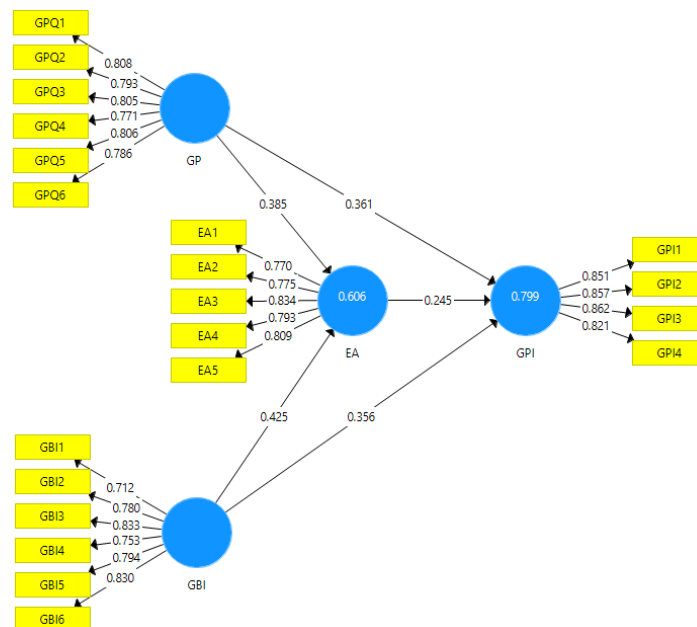 GPQ1
GPQ2
GPQ3
GPQ4
GPQ5
GPQ6
0.808
0.793
0.805
0.771
0.806
0.786
GP
0.385
0.361
EA1
EA2
EA3
EA4
EA5
0.770
0.775
0.834
0.793
0.809
0.606
EA
0.245
0.799
GPI
0.851
0.857
0.862
0.821
GPI1
GPI2
GPI3
GPI4
0.425
0.356
GBI1
GBI2
GBI3
GBI4
GBI5
GBI6
0.712
0.780
0.833
0.753
0.794
0.830
GBI